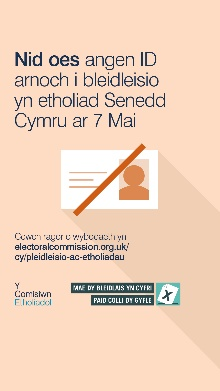 Nid oes angen ID
arnoch i bleidleisio
yn etholiad Senedd
Cymru ar 7 Mai
ragor o wybodaeth yn
electoralcommission.org.uk/
cy/pleidleisio-ac-etholiadau
Y
Comisiwn
Etholiadol
MAE DY BLEIDLAIS YN CYFRI
PAID COLLI DY GYFLE